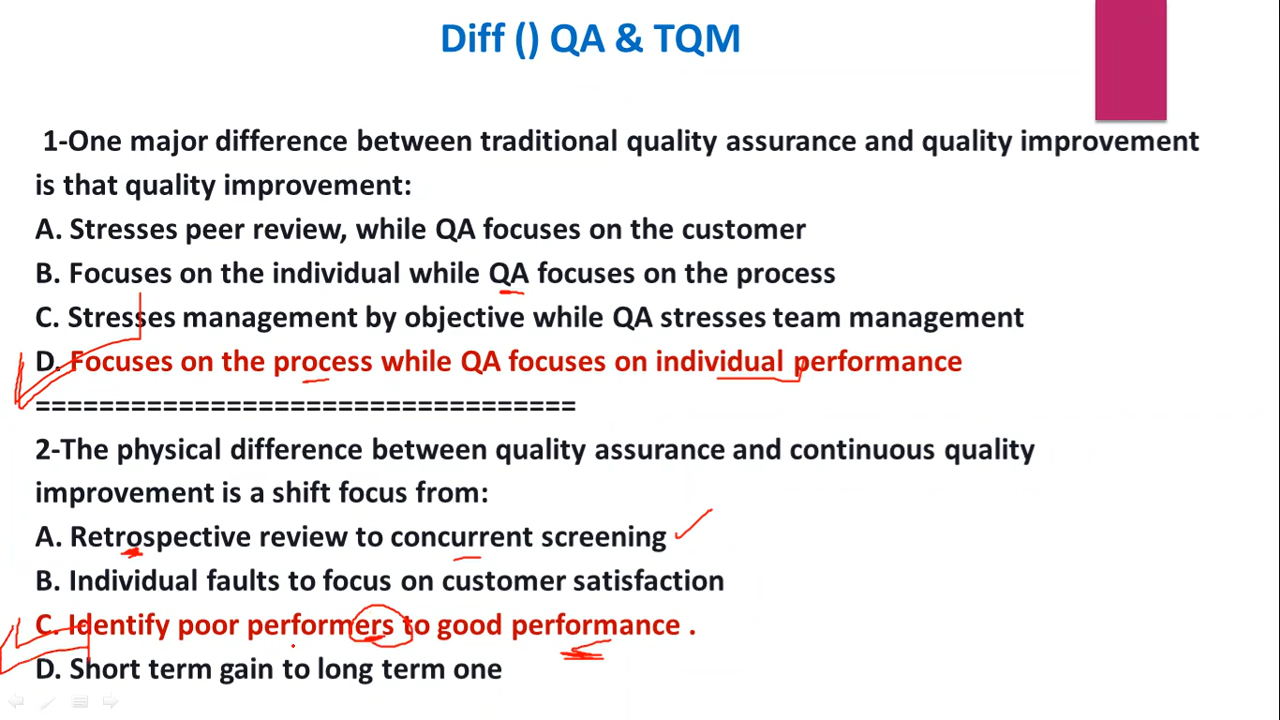 Diff () QA & TQM
1-One major difference between traditional quality assurance and quality improvement
is that quality improvement:
A. Stresses peer review, while QA focuses on the customer
B. Focuses on the individual while QA focuses on the process
C. Stresses management by objective while QA stresses team management
D. Focuses on the process while QA focuses on individual performance
==================================
2-The physical difference between quality assurance and continuous quality
improvement is a shift focus from:
A. Retrospective review to concurrent screening
B. Individual faults to focus on customer satisfaction
C. Identify poor performers to good performance .
D. Short term gain to long term one